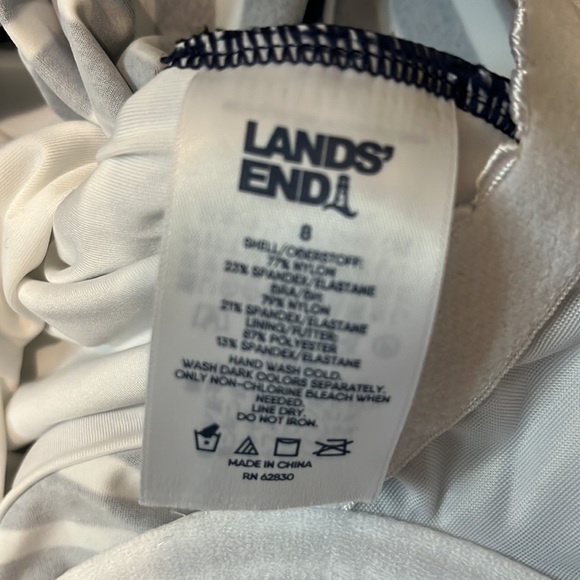 LANDS'
END
8
SHELL/OBERSTOFF:
77% NYLON
23% SPANDEX/ELASTANE
BRA/BH:
79% NYLON
21% SPANDEX/ELASTANE
LINING/FUTTER:
87% POLYESTER
13% SPANDEX/ELASTANE
HAND WASH COLD.
WASH DARK COLORS SEPARATELY.
ONLY NON-CHLORINE BLEACH WHEN
NEEDED.
LINE DRY.
DO NOT IRON.
MADE IN CHINA
RN 62830